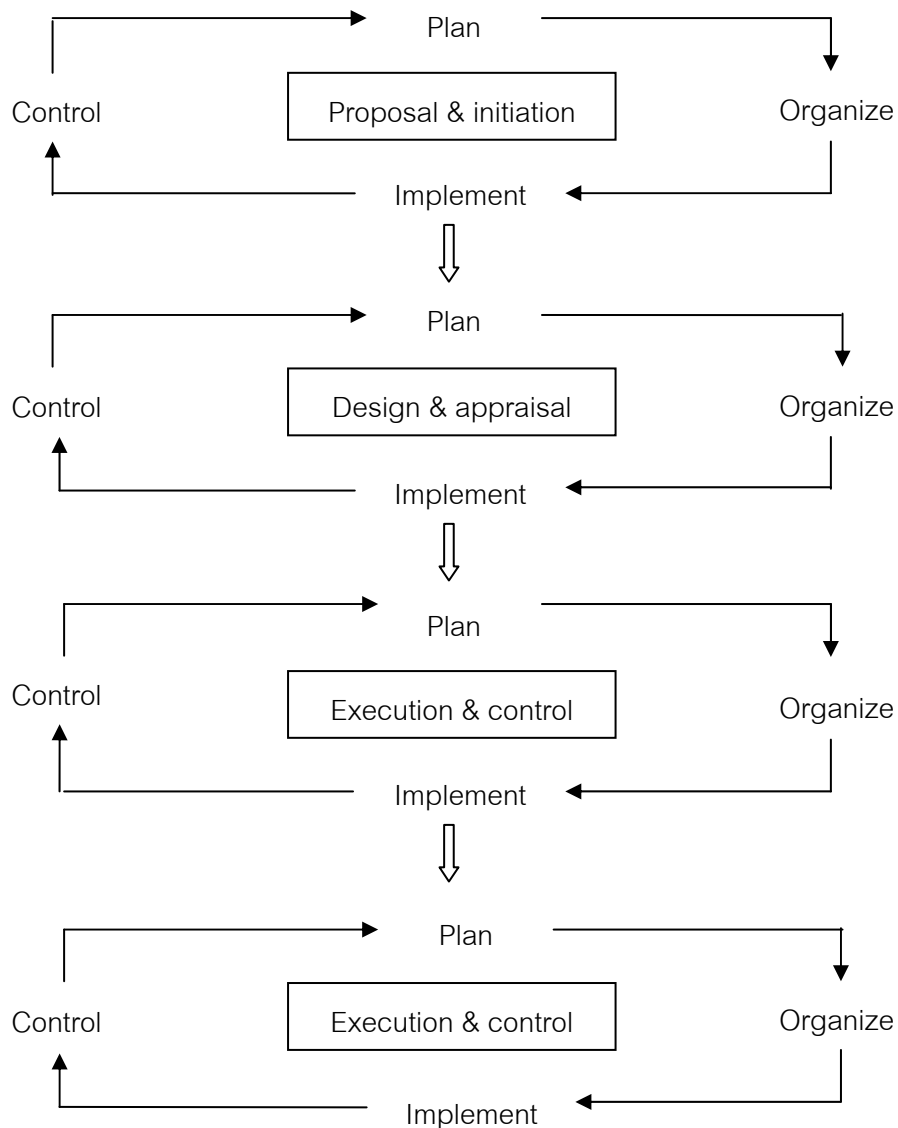 Plan
Control
Proposal & initiation
Organize
Implement
Plan
Control
Design & appraisal
Organize
Implement
Plan
Control
Execution & control
Organize
Implement
Plan
Control
Execution & control
Organize
Implement